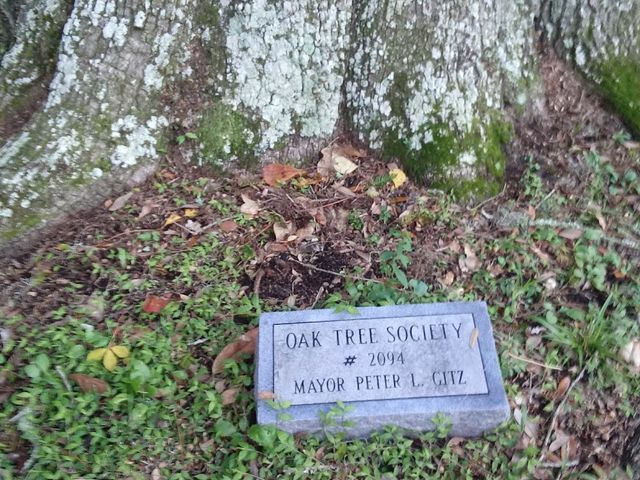 OAK TREE SOCIETY
# 2094
MAYOR PETER L. GITZ